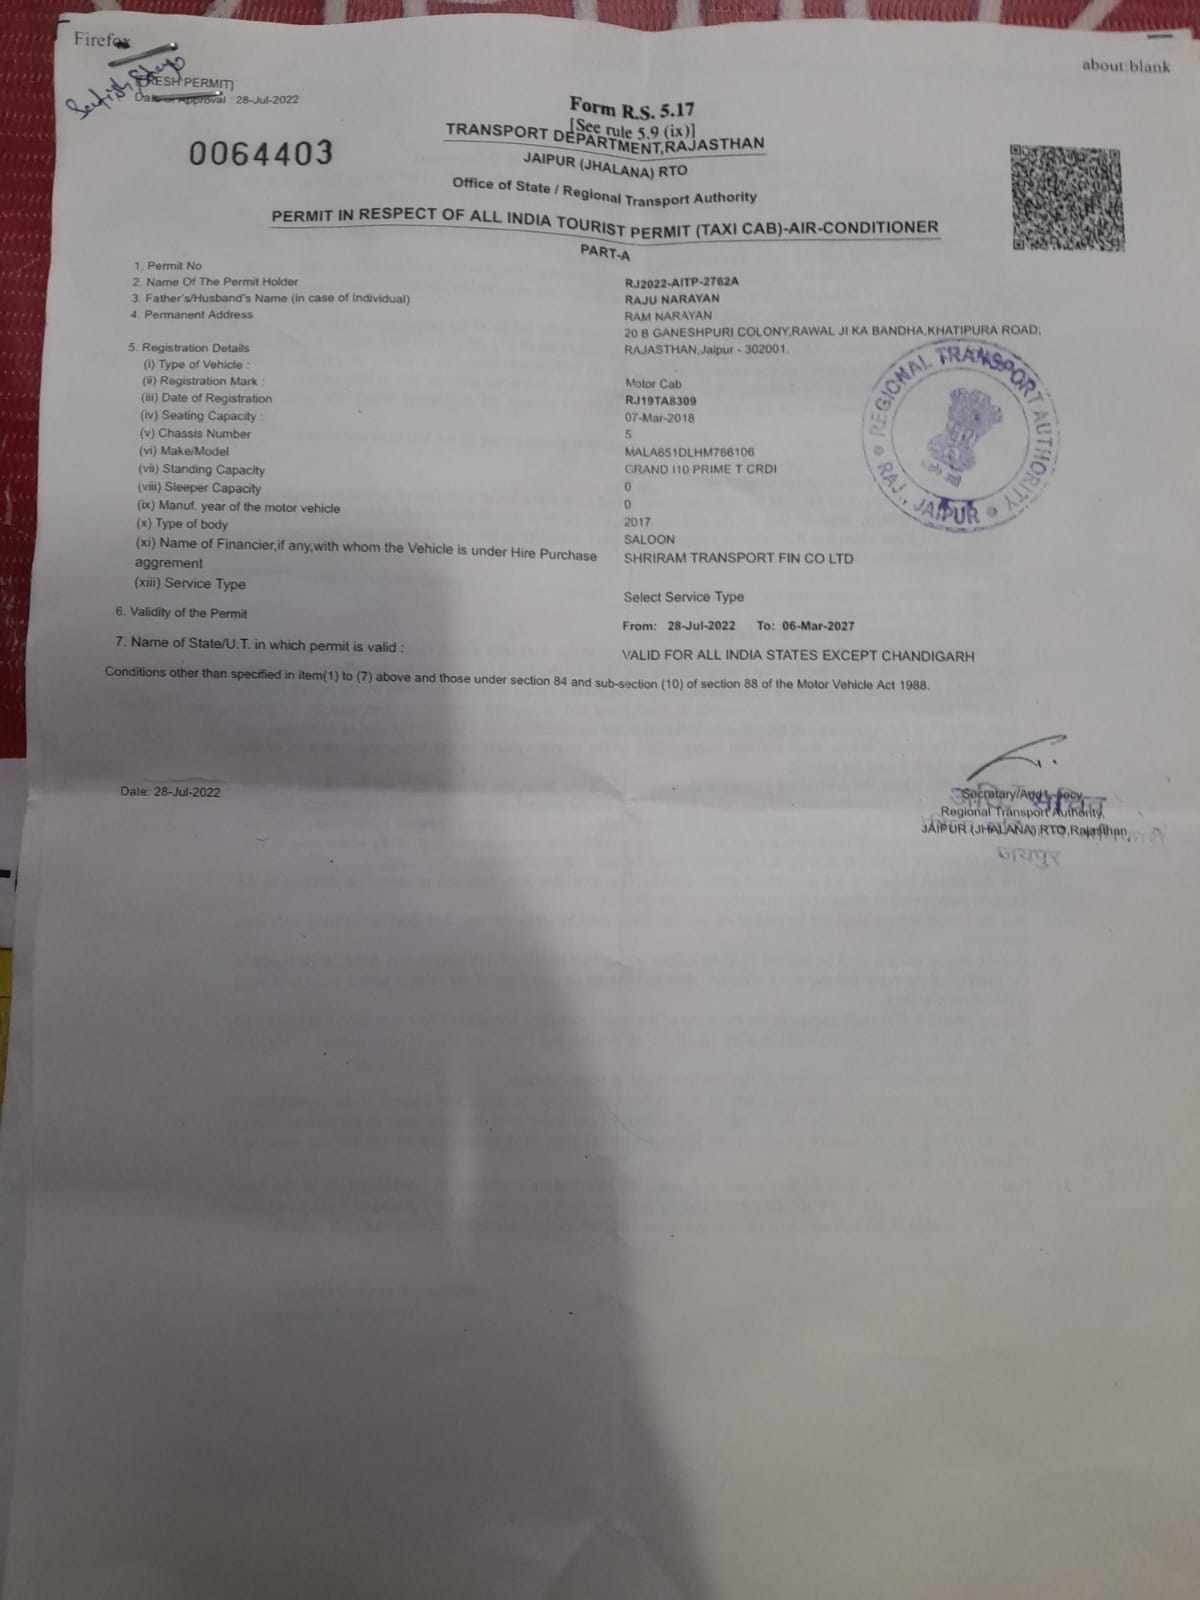 Firefox
about:blank
[FRESH PERMIT]
Date of Approval : 28-Jul-2022
Form R.S. 5.17
[See rule 5.9 (ix)]
0064403
TRANSPORT DEPARTMENT,RAJASTHAN
JAIPUR (JHALANA) RTO
Office of State / Regional Transport Authority
PERMIT IN RESPECT OF ALL INDIA TOURIST PERMIT (TAXI CAB)-AIR-CONDITIONER
PART-A
1. Permit No RJ2022-AITP-2762A
2. Name Of The Permit Holder RAJU NARAYAN
3. Father's/Husband's Name (in case of Individual) RAM NARAYAN
4. Permanent Address 20 B GANESHPURI COLONY,RAWAL JI KA BANDHA,KHATIPURA ROAD;
RAJASTHAN,Jaipur - 302001.
5. Registration Details
(i) Type of Vehicle : Motor Cab
(ii) Registration Mark : RJ19TA8309
(iii) Date of Registration 07-Mar-2018
(iv) Seating Capacity : 5
(v) Chassis Number MALA651DLHM766106
(vi) Make/Model GRAND I10 PRIME T CRDI
(vii) Standing Capacity 0
(viii) Sleeper Capacity 0
(ix) Manuf. year of the motor vehicle 2017
(x) Type of body SALOON
(xi) Name of Financier,if any,with whom the Vehicle is under Hire Purchase SHRIRAM TRANSPORT FIN CO LTD
aggrement
(xiii) Service Type Select Service Type
6. Validity of the Permit From: 28-Jul-2022 To: 06-Mar-2027
7. Name of State/U.T. in which permit is valid : VALID FOR ALL INDIA STATES EXCEPT CHANDIGARH
Conditions other than specified in item(1) to (7) above and those under section 84 and sub-section (10) of section 88 of the Motor Vehicle Act 1988.
REGIONAL TRANSPORT AUTHORITY
RAJ., JAIPUR
Date: 28-Jul-2022
Secratary/Addl. Secy.
Regional Transport Authority,
JAIPUR (JHALANA) RTO,Rajasthan,
जयपुर